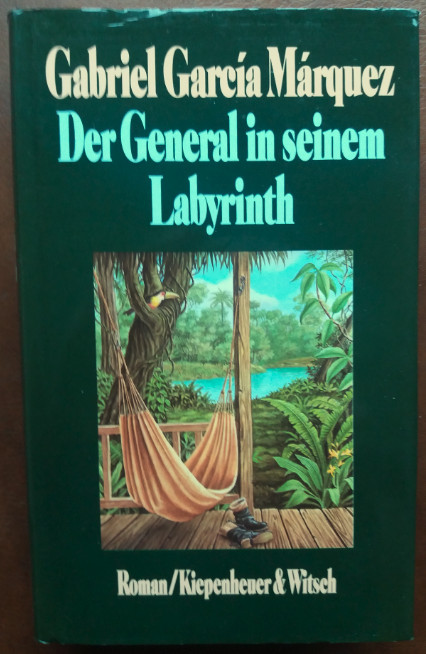 Gabriel García Márquez
Der General in seinem
Labyrinth
Roman/Kiepenheuer & Witsch